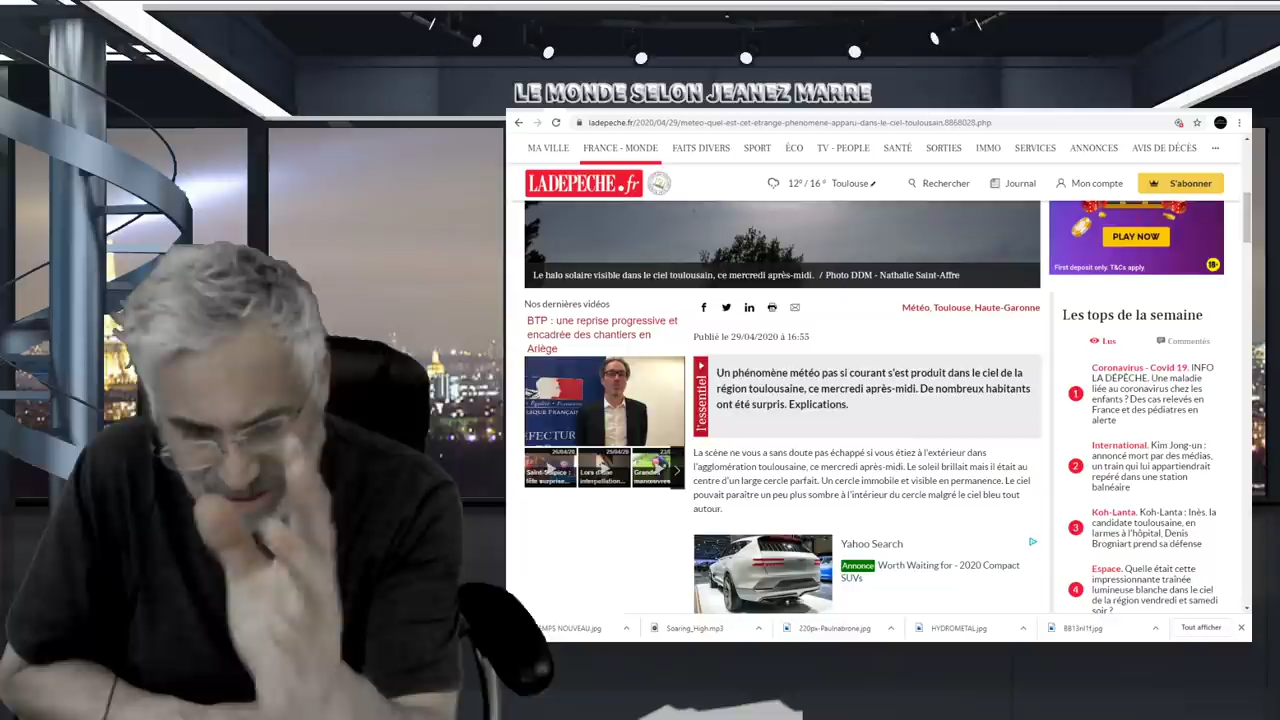 LE MONDE SELON JEANEZ MARRE
ladepeche.fr/2020/04/29/meteo-quel-est-cet-etrange-phenomene-apparu-dans-le-ciel-toulousain,8868028.php
MA VILLE FRANCE - MONDE FAITS DIVERS SPORT ÉCO TV - PEOPLE SANTÉ SORTIES IMMO SERVICES ANNONCES AVIS DE DÉCÈS ...
LADEPECHE.fr 12° / 16° Toulouse Rechercher Journal Mon compte S'abonner
PLAY NOW
First deposit only. T&Cs apply. 18+
Le halo solaire visible dans le ciel toulousain, ce mercredi après-midi. / Photo DDM - Nathalie Saint-Affre
Nos dernières vidéos
BTP : une reprise progressive et
encadrée des chantiers en
Ariège
Météo, Toulouse, Haute-Garonne
Publié le 29/04/2020 à 16:55
l'essentiel
Un phénomène météo pas si courant s'est produit dans le ciel de la
région toulousaine, ce mercredi après-midi. De nombreux habitants
ont été surpris. Explications.
La scène ne vous a sans doute pas échappé si vous étiez à l'extérieur dans
l'agglomération toulousaine, ce mercredi après-midi. Le soleil brillait mais il était au
centre d'un large cercle parfait. Un cercle immobile et visible en permanence. Le ciel
pouvait paraître un peu plus sombre à l'intérieur du cercle malgré le ciel bleu tout
autour.
Yahoo Search
Annonce Worth Waiting for - 2020 Compact
SUVs
Les tops de la semaine
Lus Commentés
1 Coronavirus - Covid 19. INFO
LA DÉPÊCHE. Une maladie
liée au coronavirus chez les
enfants ? Des cas relevés en
France et des pédiatres en
alerte
2 International. Kim Jong-un :
annoncé mort par des médias,
un train qui lui appartiendrait
repéré dans une station
balnéaire
3 Koh-Lanta. Koh-Lanta : Inès, la
candidate toulousaine, en
larmes à l'hôpital, Denis
Brogniart prend sa défense
4 Espace. Quelle était cette
impressionnante traînée
lumineuse blanche dans le ciel
de la région vendredi et samedi
soir ?
EMPS NOUVEAU.jpg Soaring_High.mp3 220px-Paulnabrone.jpg HYDROMETAL.jpg BB13nl1f.jpg Tout afficher